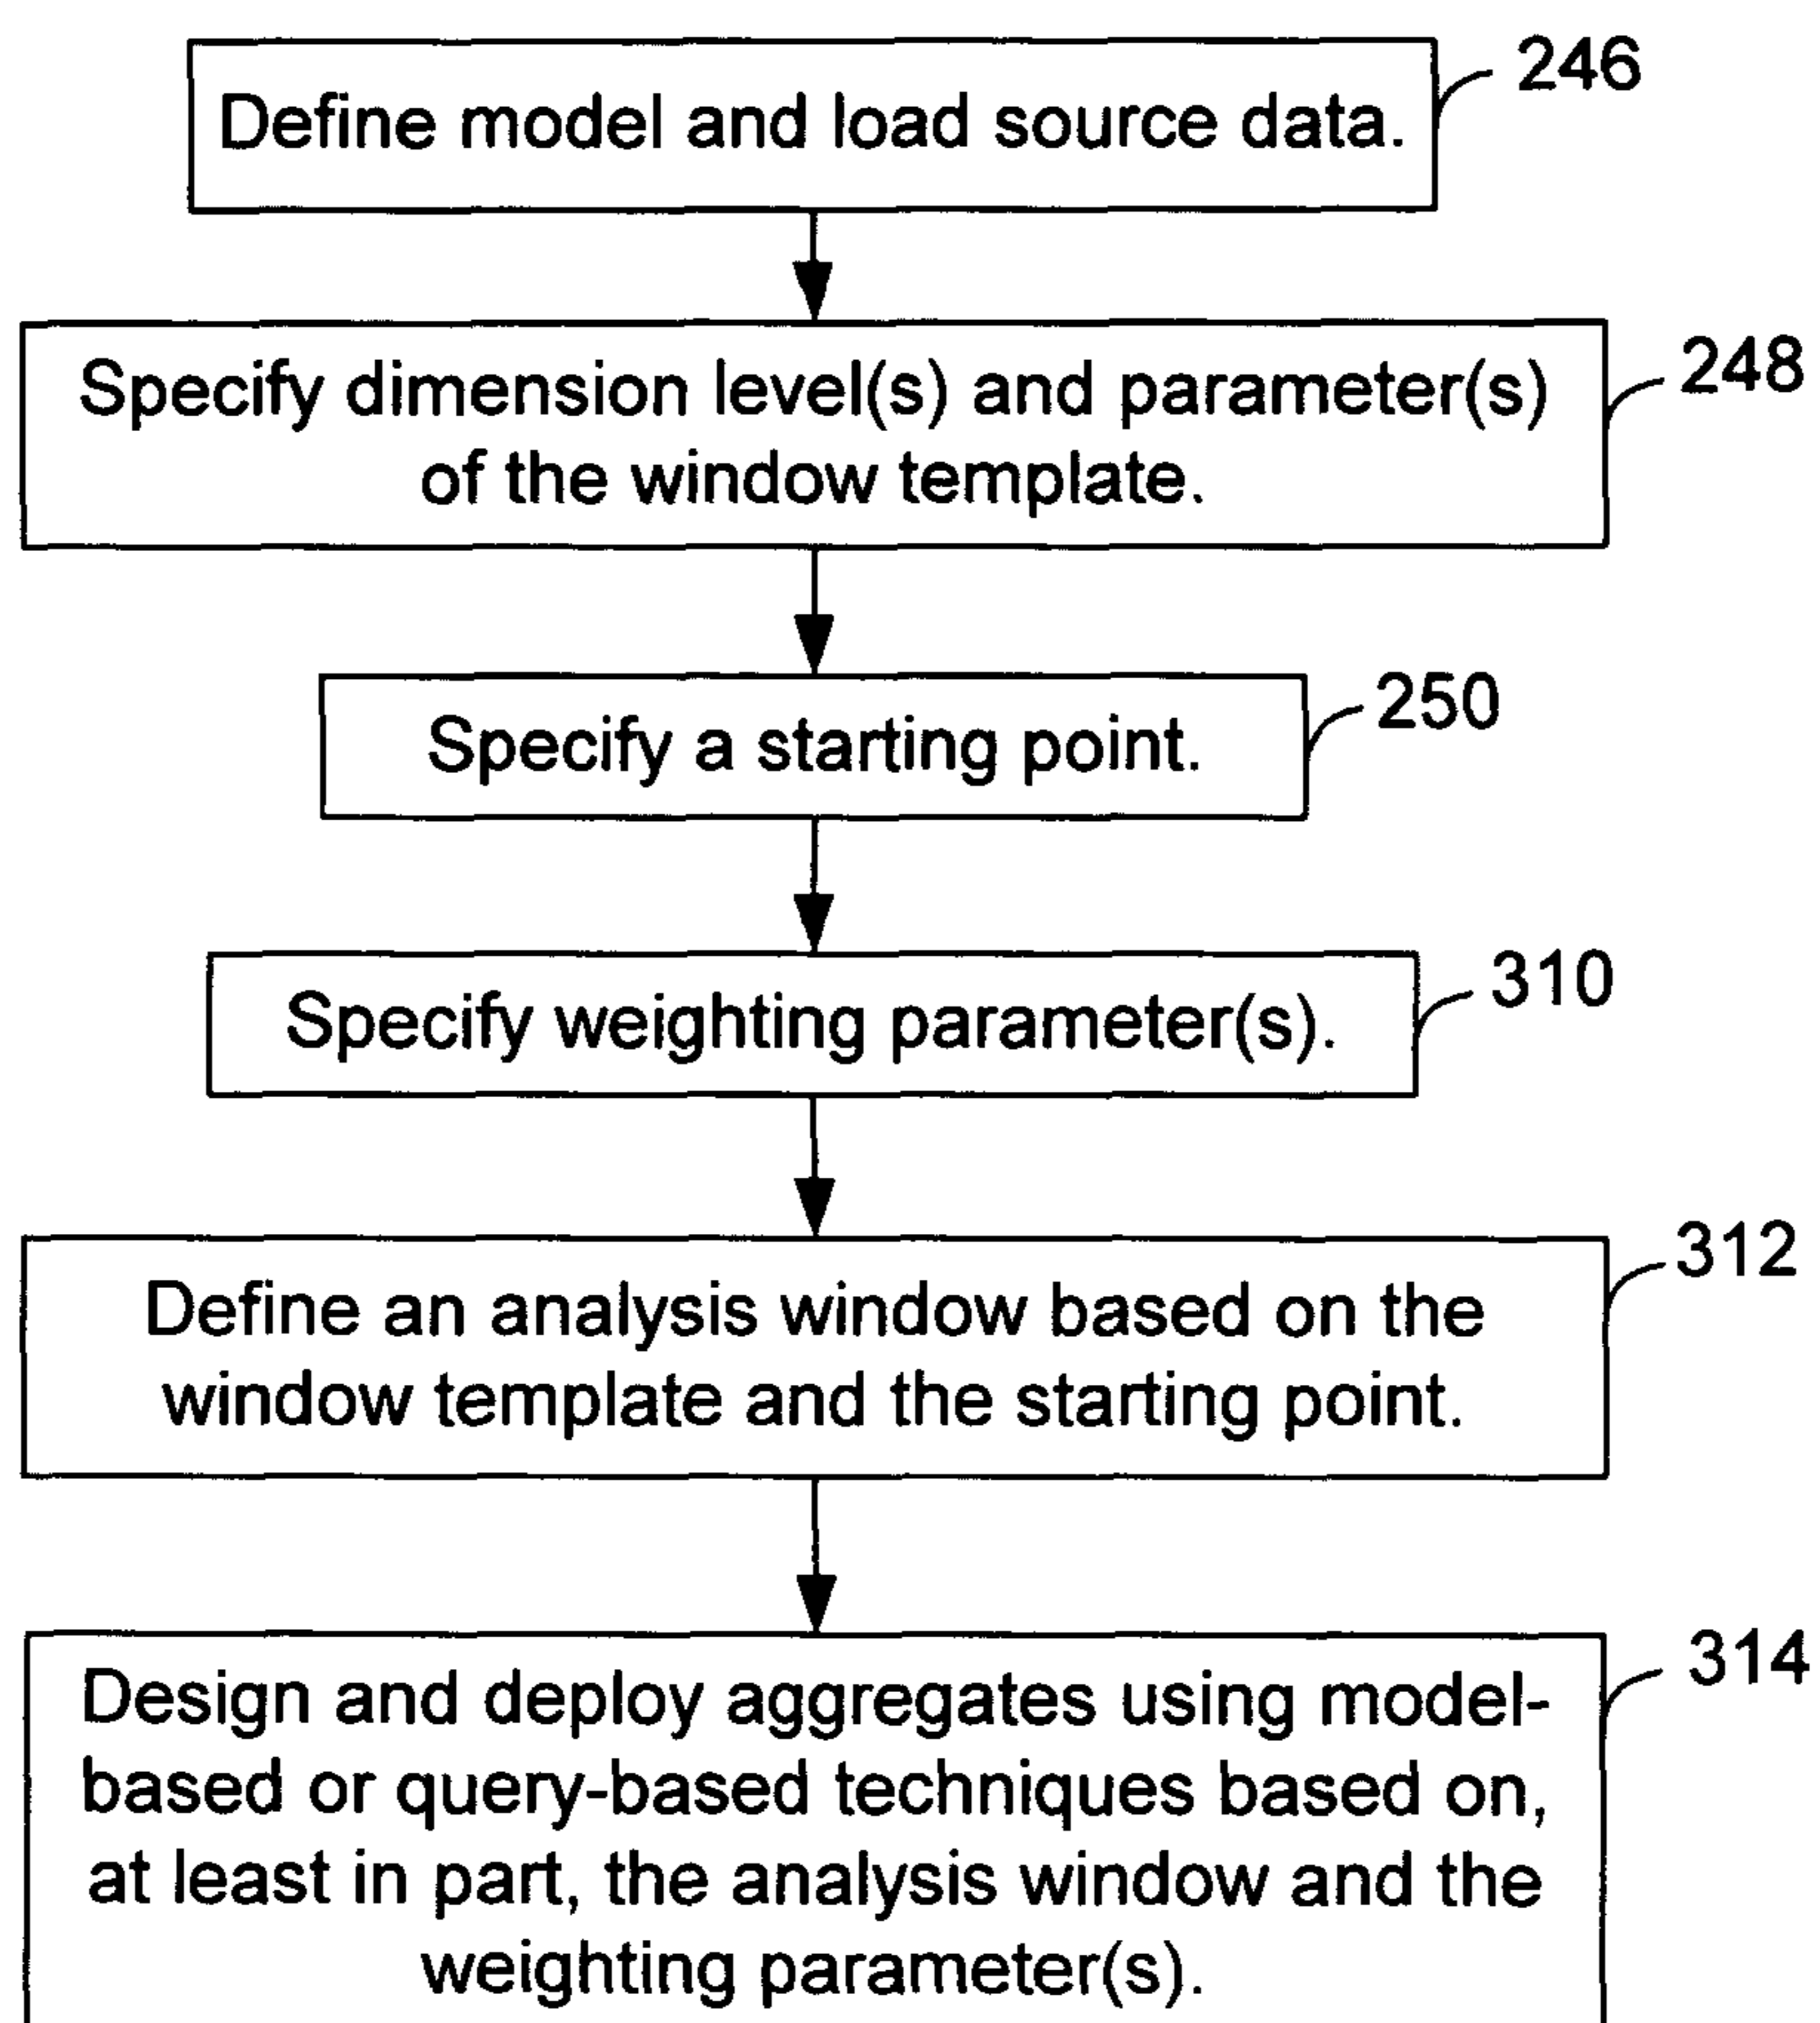 246
Define model and load source data.
248
Specify dimension level(s) and parameter(s)
of the window template.
250
Specify a starting point.
310
Specify weighting parameter(s).
312
Define an analysis window based on the
window template and the starting point.
314
Design and deploy aggregates using model-
based or query-based techniques based on,
at least in part, the analysis window and the
weighting parameter(s).